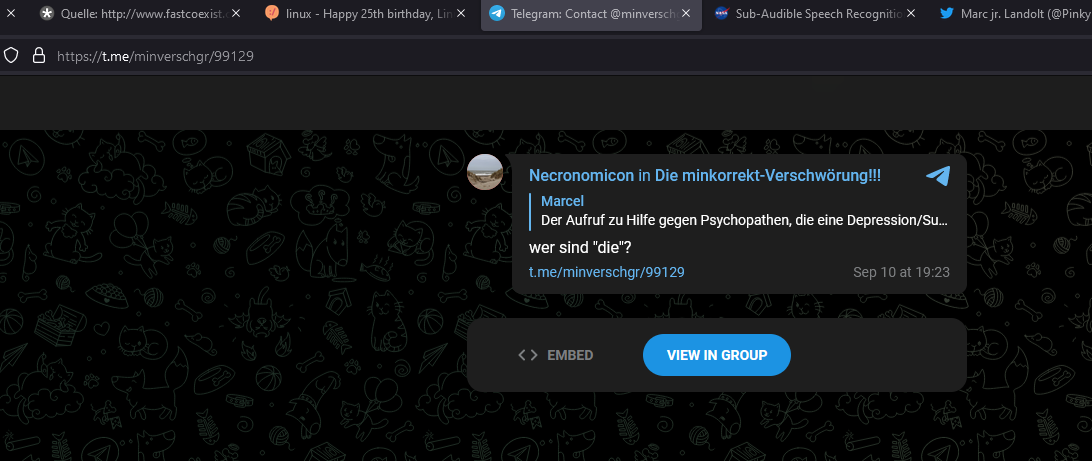 Quelle: http://www.fastcoexist.
linux - Happy 25th birthday, Lin
Telegram: Contact @minversch
Sub-Audible Speech Recognitio
Marc jr. Landolt (@Pinky
https://t.me/minverschgr/99129
Necronomicon in Die minkorrekt-Verschwörung!!!
Marcel
Der Aufruf zu Hilfe gegen Psychopathen, die eine Depression/Su...
wer sind "die"?
t.me/minverschgr/99129 Sep 10 at 19:23
<> EMBED
VIEW IN GROUP